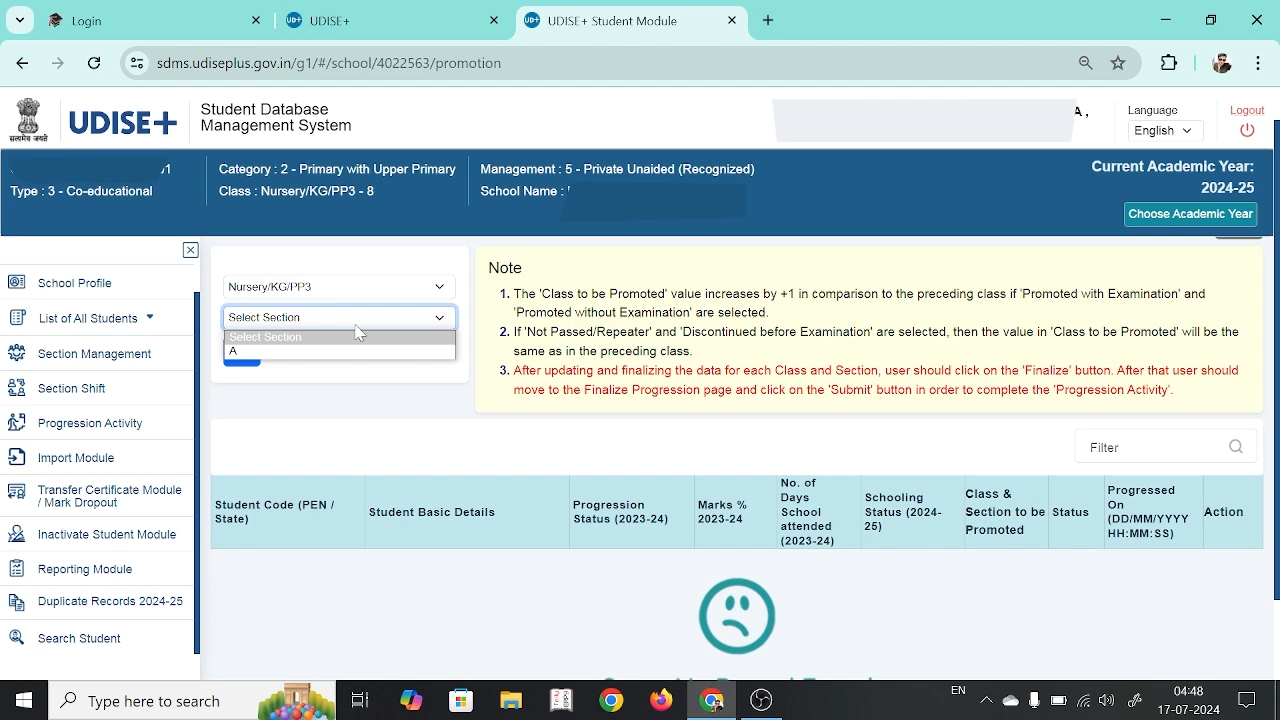 Login
UDISE+
UDISE+ Student Module
sdms.udiseplus.gov.in/g1/#/school/4022563/promotion
सत्यमेव जयते
UDISE+
Student Database
Management System
A ,
Language
English
Logout
Type : 3 - Co-educational
Category : 2 - Primary with Upper Primary
Class : Nursery/KG/PP3 - 8
Management : 5 - Private Unaided (Recognized)
School Name :
Current Academic Year:
2024-25
Choose Academic Year
School Profile
List of All Students
Section Management
Section Shift
Progression Activity
Import Module
Transfer Certificate Module
/ Mark Dropout
Inactivate Student Module
Reporting Module
Duplicate Records 2024-25
Search Student
Nursery/KG/PP3
Select Section
Select Section
A
Note
1. The 'Class to be Promoted' value increases by +1 in comparison to the preceding class if 'Promoted with Examination' and
'Promoted without Examination' are selected.
2. If 'Not Passed/Repeater' and 'Discontinued before Examination' are selected, then the value in 'Class to be Promoted' will be the
same as in the preceding class.
3. After updating and finalizing the data for each Class and Section, user should click on the 'Finalize' button. After that user should
move to the Finalize Progression page and click on the 'Submit' button in order to complete the 'Progression Activity'.
Filter
Student Code (PEN /
State)
Student Basic Details
Progression
Status (2023-24)
Marks %
2023-24
No. of
Days
School
attended
(2023-24)
Schooling
Status (2024-
25)
Class &
Section to be
Promoted
Status
Progressed
On
(DD/MM/YYYY
HH:MM:SS)
Action
Type here to search
EN
04:48
17-07-2024